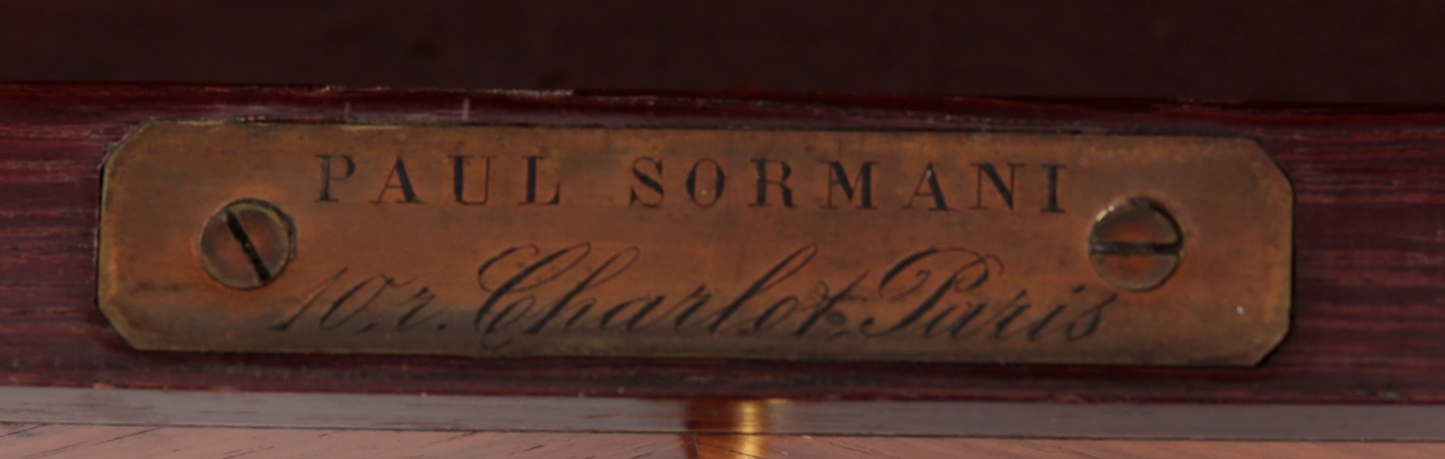 PAUL SORMANI
10, r. Charlot, Paris